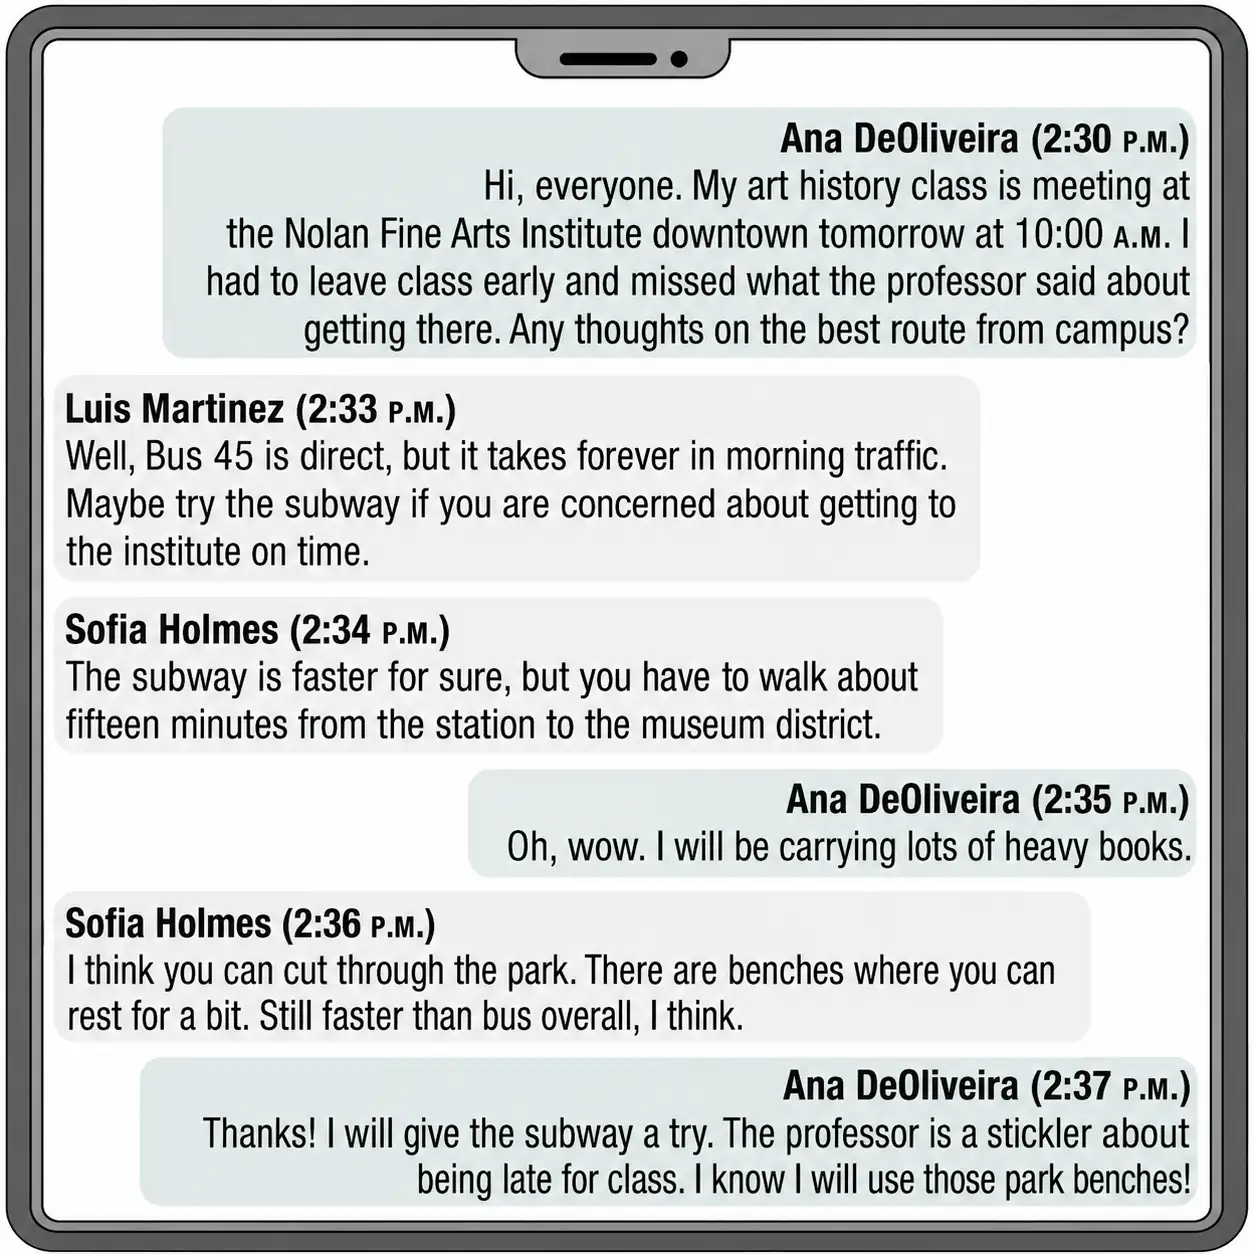 Ana DeOliveira (2:30 P.M.)
Hi, everyone. My art history class is meeting at
the Nolan Fine Arts Institute downtown tomorrow at 10:00 A.M. I
had to leave class early and missed what the professor said about
getting there. Any thoughts on the best route from campus?
Luis Martinez (2:33 P.M.)
Well, Bus 45 is direct, but it takes forever in morning traffic.
Maybe try the subway if you are concerned about getting to
the institute on time.
Sofia Holmes (2:34 P.M.)
The subway is faster for sure, but you have to walk about
fifteen minutes from the station to the museum district.
Ana DeOliveira (2:35 P.M.)
Oh, wow. I will be carrying lots of heavy books.
Sofia Holmes (2:36 P.M.)
I think you can cut through the park. There are benches where you can
rest for a bit. Still faster than bus overall, I think.
Ana DeOliveira (2:37 P.M.)
Thanks! I will give the subway a try. The professor is a stickler about
being late for class. I know I will use those park benches!